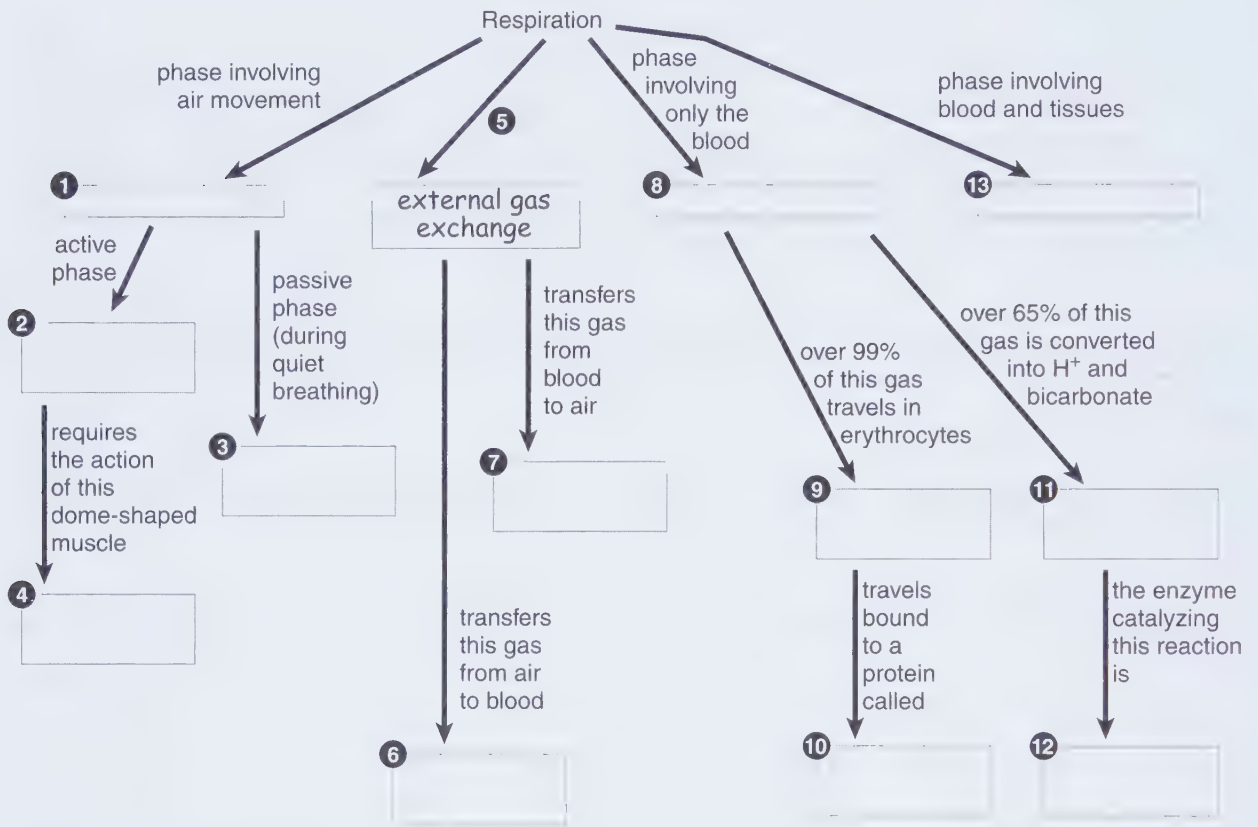 Respiration
phase involving
air movement
5
phase
involving
only the
blood
phase involving
blood and tissues
1
external gas
exchange
8
13
active
phase
passive
phase
(during
quiet
breathing)
transfers
this gas
from
blood
to air
over 99%
of this gas
travels in
erythrocytes
over 65% of this
gas is converted
into H⁺ and
bicarbonate
2
requires
the action
of this
dome-shaped
muscle
3
7
9
11
4
transfers
this gas
from air
to blood
travels
bound
to a
protein
called
the enzyme
catalyzing
this reaction
is
6
10
12